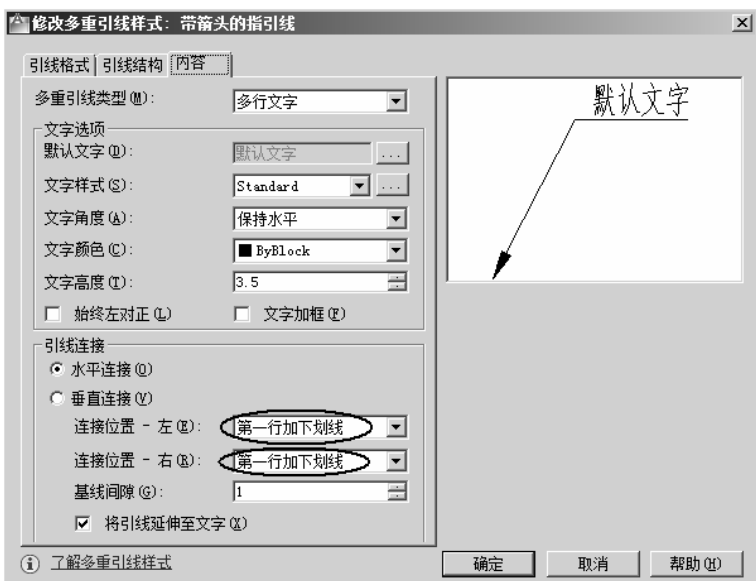 修改多重引线样式: 带箭头的指引线
引线格式 引线结构 内容
多重引线类型(M): 多行文字
文字选项
默认文字(D): 默认文字 ...
文字样式(S): Standard ...
文字角度(A): 保持水平
文字颜色(C): ByBlock
文字高度(T): 3.5
始终左对正(L) 文字加框(F)
引线连接
水平连接(O)
垂直连接(V)
连接位置 - 左(E): 第一行加下划线
连接位置 - 右(R): 第一行加下划线
基线间隙(G): 1
将引线延伸至文字(X)
默认文字
了解多重引线样式
确定 取消 帮助(H)